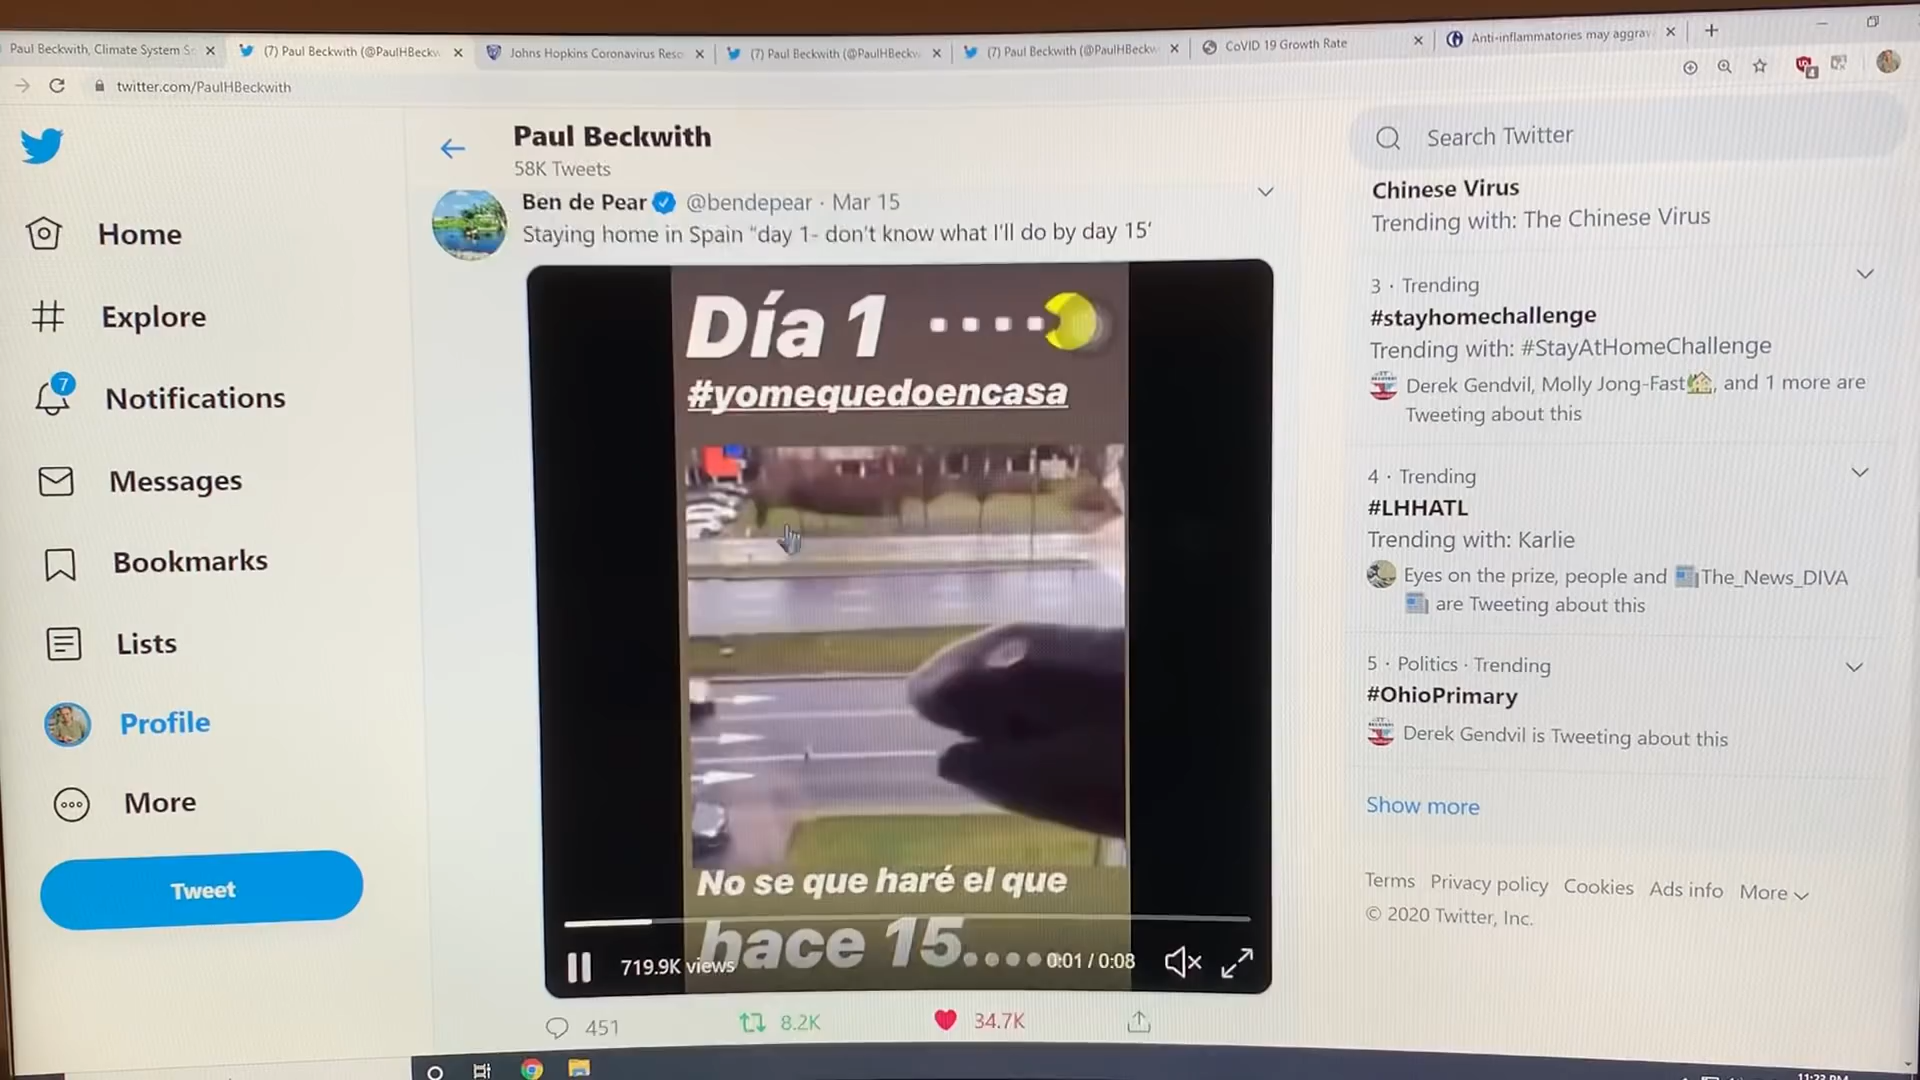 Paul Beckwith, Climate System S
(7) Paul Beckwith (@PaulHBeckw
Johns Hopkins Coronavirus Reso
(7) Paul Beckwith (@PaulHBeckw
(7) Paul Beckwith (@PaulHBeckw
CoVID 19 Growth Rate
Anti-inflammatories may aggrav
twitter.com/PaulHBeckwith
Home
Explore
7
Notifications
Messages
Bookmarks
Lists
Profile
More
Tweet
Paul Beckwith
58K Tweets
Ben de Pear @bendepear · Mar 15
Staying home in Spain “day 1- don't know what I'll do by day 15’
Día 1
#yomequedoencasa
No se que haré el que
hace 15....
719.9K views
0:01 / 0:08
451
8.2K
34.7K
Search Twitter
Chinese Virus
Trending with: The Chinese Virus
3 · Trending
#stayhomechallenge
Trending with: #StayAtHomeChallenge
Derek Gendvil, Molly Jong-Fast🏡, and 1 more are
Tweeting about this
4 · Trending
#LHHATL
Trending with: Karlie
Eyes on the prize, people and 📰The_News_DIVA
📰 are Tweeting about this
5 · Politics · Trending
#OhioPrimary
Derek Gendvil is Tweeting about this
Show more
Terms Privacy policy Cookies Ads info More
© 2020 Twitter, Inc.
11:23 PM